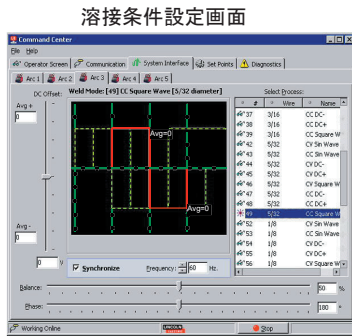 溶接条件設定画面
Command Center
File Help
Operator Screen Communication System Interface Set Points Diagnostics
Arc 1 Arc 2 Arc 3 Arc 4 Arc 5
DC Offset: Weld Mode: [49] CC Square Wave [5/32 diameter] Select Process:
# Wire Name
Avg +
0
37 3/16 CC DC-
38 3/16 CC DC+
39 3/16 CC Square W
42 5/32 CV Sin Wave
43 5/32 CC Sin Wave
44 5/32 CV DC-
45 5/32 CV DC+
46 5/32 CV Square W
47 5/32 CC DC-
48 5/32 CC DC+
49 5/32 CC Square W
52 1/8 CV Sin Wave
53 1/8 CC Sin Wave
54 1/8 CV DC-
55 1/8 CV DC+
56 1/8 CV Square W
Avg=0
Avg=0
Avg -
0
0 V
Synchronize Frequency: 60 Hz.
Balance: 50 %
Phase: 180 °
Working Online LINCOLN Stop